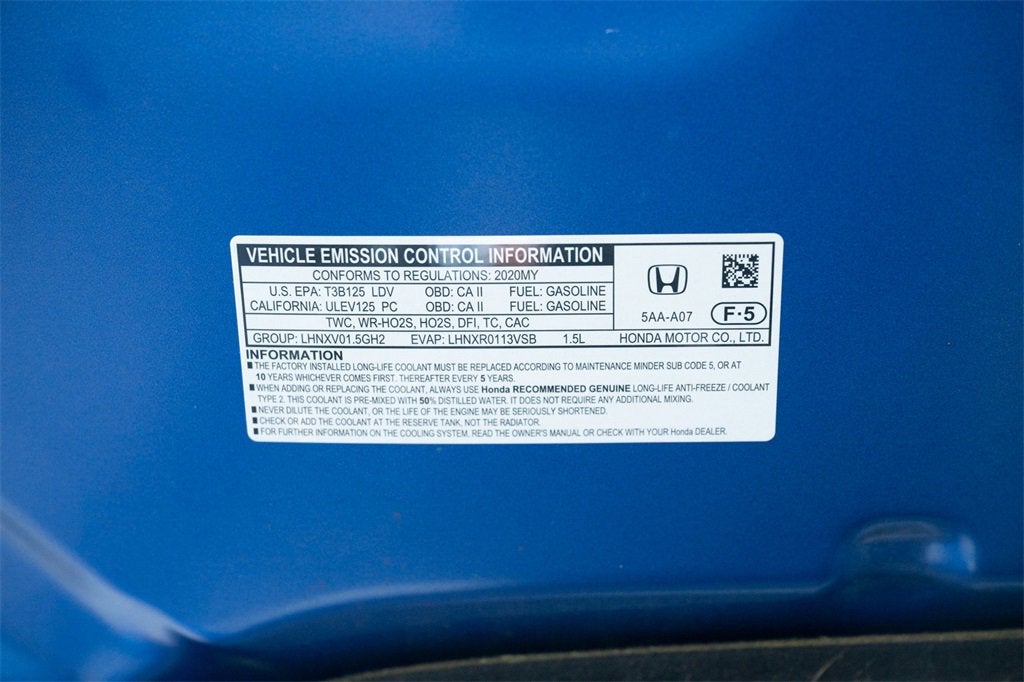 VEHICLE EMISSION CONTROL INFORMATION
CONFORMS TO REGULATIONS: 2020MY
U.S. EPA: T3B125 LDV OBD: CA II FUEL: GASOLINE
CALIFORNIA: ULEV125 PC OBD: CA II FUEL: GASOLINE
TWC, WR-HO2S, HO2S, DFI, TC, CAC
5AA-A07 F·5
GROUP: LHNXV01.5GH2 EVAP: LHNXR0113VSB 1.5L HONDA MOTOR CO., LTD.
INFORMATION
■ THE FACTORY INSTALLED LONG-LIFE COOLANT MUST BE REPLACED ACCORDING TO MAINTENANCE MINDER SUB CODE 5, OR AT
10 YEARS WHICHEVER COMES FIRST. THEREAFTER EVERY 5 YEARS.
■ WHEN ADDING OR REPLACING THE COOLANT, ALWAYS USE Honda RECOMMENDED GENUINE LONG-LIFE ANTI-FREEZE / COOLANT
TYPE 2. THIS COOLANT IS PRE-MIXED WITH 50% DISTILLED WATER. IT DOES NOT REQUIRE ANY ADDITIONAL MIXING.
■ NEVER DILUTE THE COOLANT, OR THE LIFE OF THE ENGINE MAY BE SERIOUSLY SHORTENED.
■ CHECK OR ADD THE COOLANT AT THE RESERVE TANK, NOT THE RADIATOR.
■ FOR FURTHER INFORMATION ON THE COOLING SYSTEM, READ THE OWNER'S MANUAL OR CHECK WITH YOUR Honda DEALER.